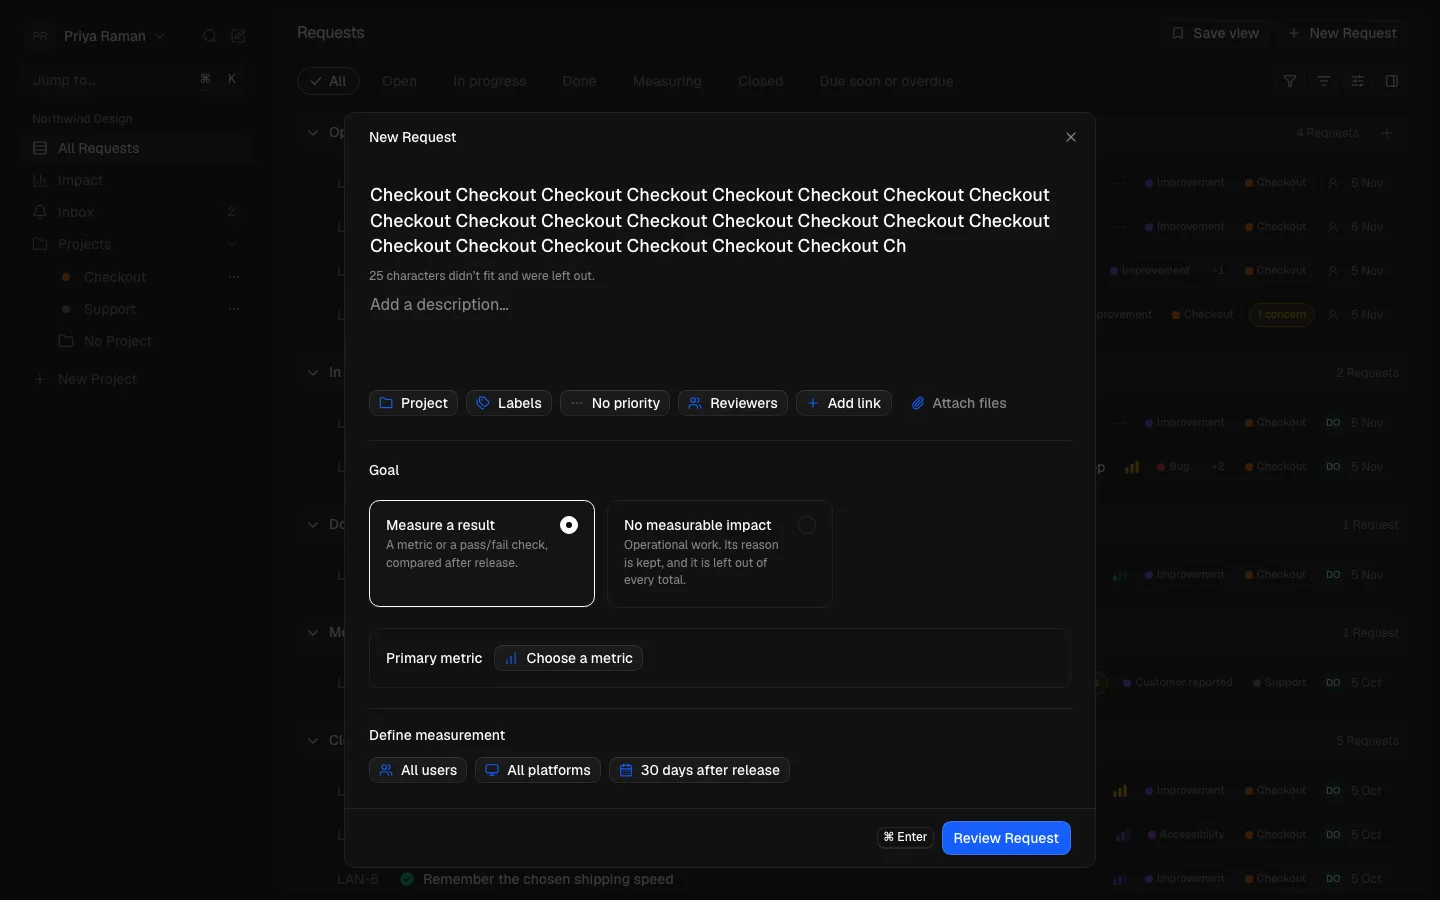 PR Priya Raman
Jump to... ⌘ K
Northwind Design
All Requests
Impact
Inbox 2
Projects
Checkout ...
Support ...
No Project
New Project
Requests
Save view
New Request
All Open In progress Done Measuring Closed Due soon or overdue
4 Requests
Improvement Checkout 6 Nov
Improvement Checkout 5 Nov
Improvement +1 Checkout 5 Nov
provement Checkout 1 concern 5 Nov
In 2 Requests
Improvement Checkout DO 6 Nov
Bug +2 Checkout DO 5 Nov
1 Request
Improvement Checkout DO 5 Nov
1 Request
Customer reported Support DO 5 Oct
5 Requests
Improvement Checkout DO 5 Oct
Accessibility Checkout DO 5 Oct
LAN-5 Remember the chosen shipping speed Improvement Checkout DO 5 Oct
New Request
Checkout Checkout Checkout Checkout Checkout Checkout Checkout Checkout
Checkout Checkout Checkout Checkout Checkout Checkout Checkout Checkout
Checkout Checkout Checkout Checkout Checkout Checkout Ch
25 characters didn't fit and were left out.
Add a description...
Project Labels No priority Reviewers Add link Attach files
Goal
Measure a result
A metric or a pass/fail check,
compared after release.
No measurable impact
Operational work. Its reason
is kept, and it is left out of
every total.
Primary metric Choose a metric
Define measurement
All users All platforms 30 days after release
⌘ Enter Review Request